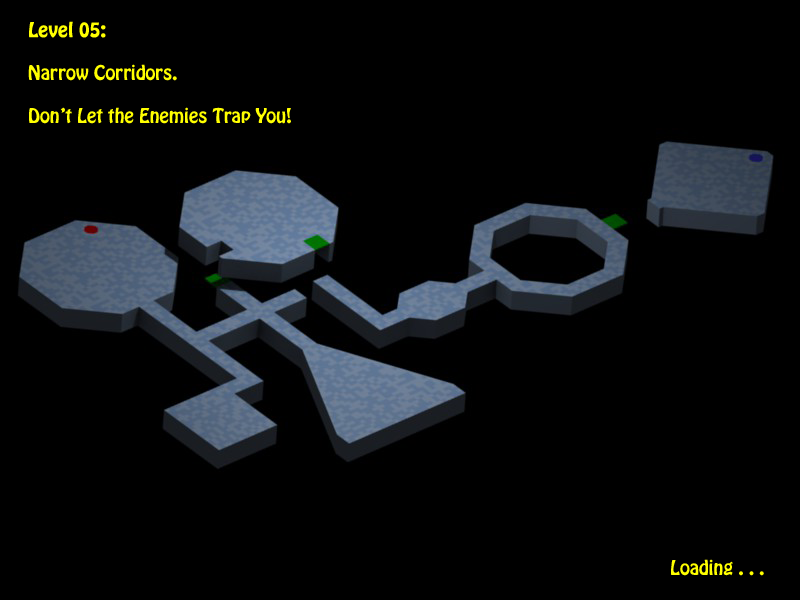 Level 05:
Narrow Corridors.
Don't Let the Enemies Trap You!
Loading . . .